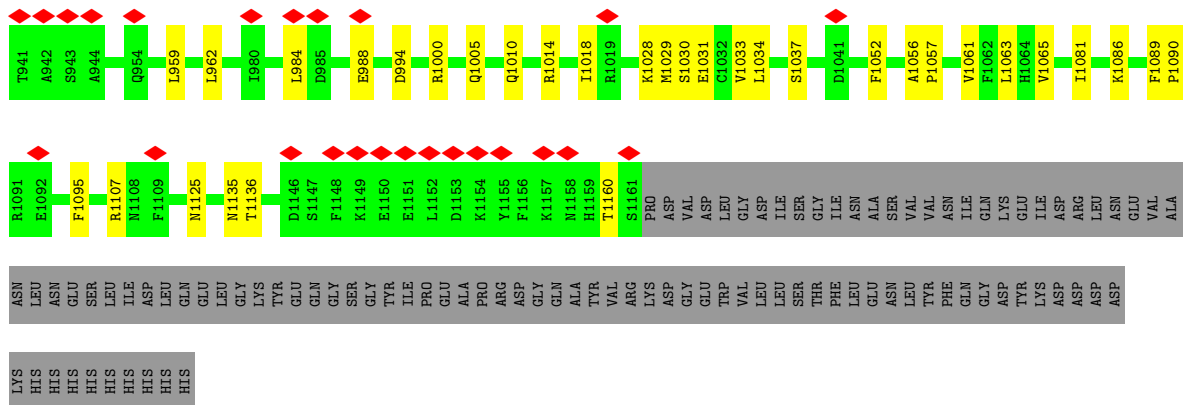 T941 A942 S943 A944 Q954 L959 L962 I980 L984 D985 E988 D994 R1000 Q1005 Q1010 R1014 I1018 R1019 K1028 M1029 S1030 E1031 C1032 V1033 L1034 S1037 D1041 F1052 A1056 P1057 V1061 F1062 L1063 H1064 V1065 I1081 K1086 F1089 P1090
R1091 E1092 F1095 R1107 N1108 F1109 N1125 N1135 T1136 D1146 S1147 F1148 K1149 E1150 E1151 L1152 D1153 K1154 Y1155 F1156 K1157 N1158 H1159 T1160 S1161 PRO ASP VAL ASP LEU GLY ASP ILE SER GLY ILE ASN ALA SER VAL VAL ASN ILE GLN LYS GLU ILE ASP ARG LEU ASN GLU VAL ALA
ASN LEU ASN GLU SER LEU ILE ASP LEU GLN GLU LEU GLY LYS TYR GLU GLN GLY SER GLY TYR ILE PRO GLU ALA PRO ARG ASP GLY GLN ALA TYR VAL ARG LYS ASP GLY GLU TRP VAL LEU LEU SER THR PHE LEU GLU ASN LEU TYR PHE GLN GLY ASP TYR LYS ASP ASP ASP ASP
LYS HIS HIS HIS HIS HIS HIS HIS HIS HIS